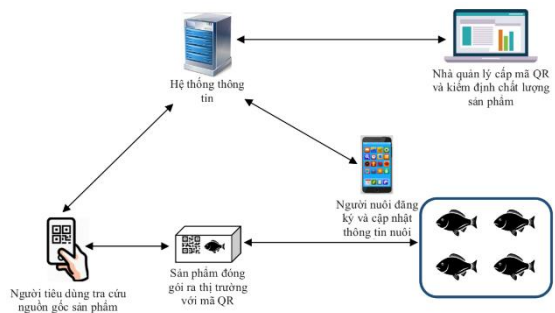 Hệ thống thông
tin
Nhà quản lý cấp mã QR
và kiểm định chất lượng
sản phẩm
Người nuôi đăng
ký và cập nhật
thông tin nuôi
Sản phẩm đóng
gói ra thị trường
với mã QR
Người tiêu dùng tra cứu
nguồn gốc sản phẩm